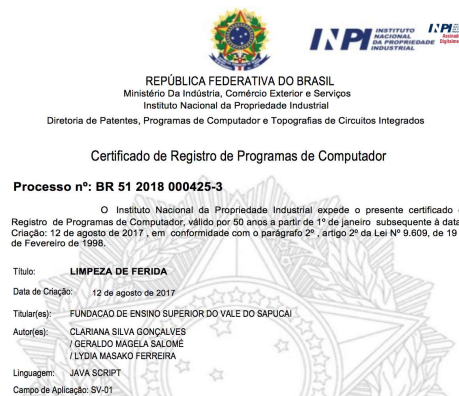 INPI INSTITUTO
NACIONAL
DA PROPRIEDADE
INDUSTRIAL
INPI
REPÚBLICA FEDERATIVA DO BRASIL
Ministério Da Indústria, Comércio Exterior e Serviços
Instituto Nacional da Propriedade Industrial
Diretoria de Patentes, Programas de Computador e Topografias de Circuitos Integrados
Certificado de Registro de Programas de Computador
Processo nº: BR 51 2018 000425-3
O Instituto Nacional da Propriedade Industrial expede o presente certificado
Registro de Programas de Computador, válido por 50 anos a partir de 1º de janeiro subsequente à data
Criação: 12 de agosto de 2017 , em conformidade com o parágrafo 2º , artigo 2º da Lei Nº 9.609, de 19
de Fevereiro de 1998.
Título: LIMPEZA DE FERIDA
Data de Criação: 12 de agosto de 2017
Titular(es): FUNDACAO DE ENSINO SUPERIOR DO VALE DO SAPUCAI
Autor(es): CLARIANA SILVA GONÇALVES
/ GERALDO MAGELA SALOMÉ
/ LYDIA MASAKO FERREIRA
Linguagem: JAVA SCRIPT
Campo de Aplicação: SV-01